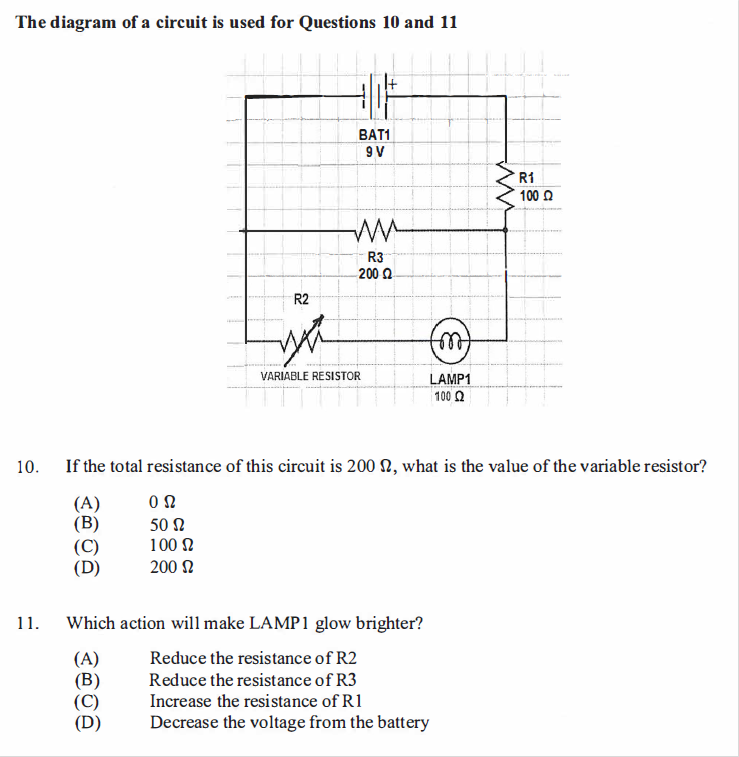 The diagram of a circuit is used for Questions 10 and 11
+
BAT1
9 V
R1
100 Ω
R3
200 Ω
R2
VARIABLE RESISTOR
LAMP1
100 Ω
10. If the total resistance of this circuit is 200 Ω, what is the value of the variable resistor?
(A) 0 Ω
(B) 50 Ω
(C) 100 Ω
(D) 200 Ω
11. Which action will make LAMP1 glow brighter?
(A) Reduce the resistance of R2
(B) Reduce the resistance of R3
(C) Increase the resistance of R1
(D) Decrease the voltage from the battery